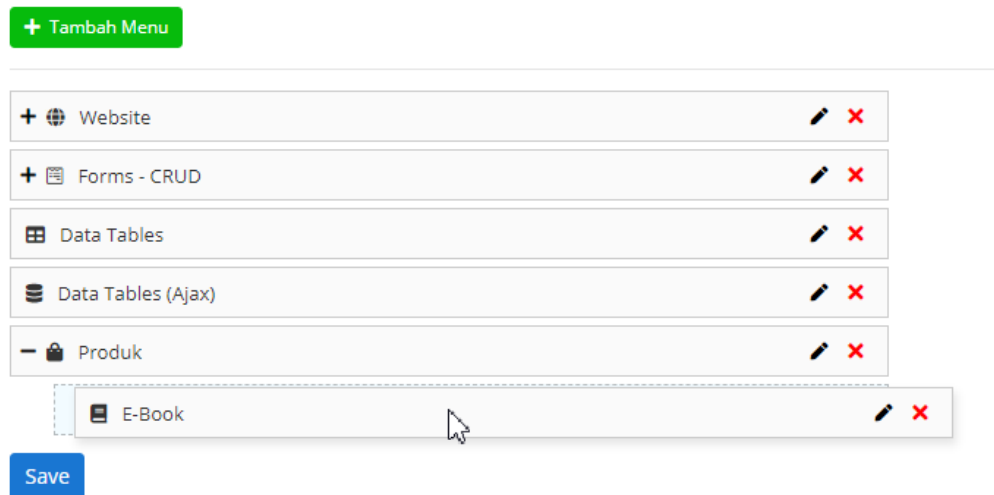 Tambah Menu
Website
Forms - CRUD
Data Tables
Data Tables (Ajax)
Produk
E-Book
Save